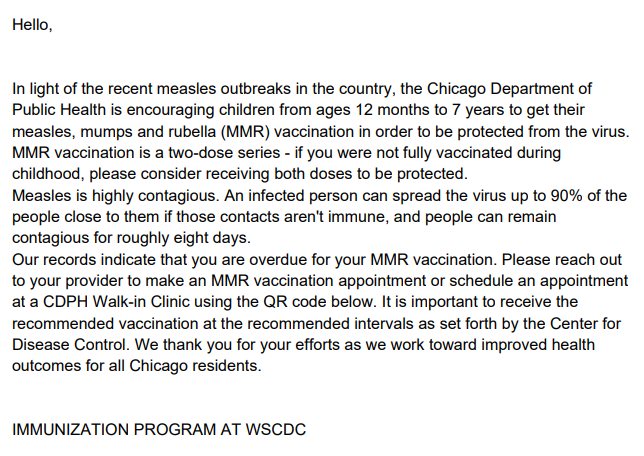 Hello,
In light of the recent measles outbreaks in the country, the Chicago Department of
Public Health is encouraging children from ages 12 months to 7 years to get their
measles, mumps and rubella (MMR) vaccination in order to be protected from the virus.
MMR vaccination is a two-dose series - if you were not fully vaccinated during
childhood, please consider receiving both doses to be protected.
Measles is highly contagious. An infected person can spread the virus up to 90% of the
people close to them if those contacts aren't immune, and people can remain
contagious for roughly eight days.
Our records indicate that you are overdue for your MMR vaccination. Please reach out
to your provider to make an MMR vaccination appointment or schedule an appointment
at a CDPH Walk-in Clinic using the QR code below. It is important to receive the
recommended vaccination at the recommended intervals as set forth by the Center for
Disease Control. We thank you for your efforts as we work toward improved health
outcomes for all Chicago residents.
IMMUNIZATION PROGRAM AT WSCDC